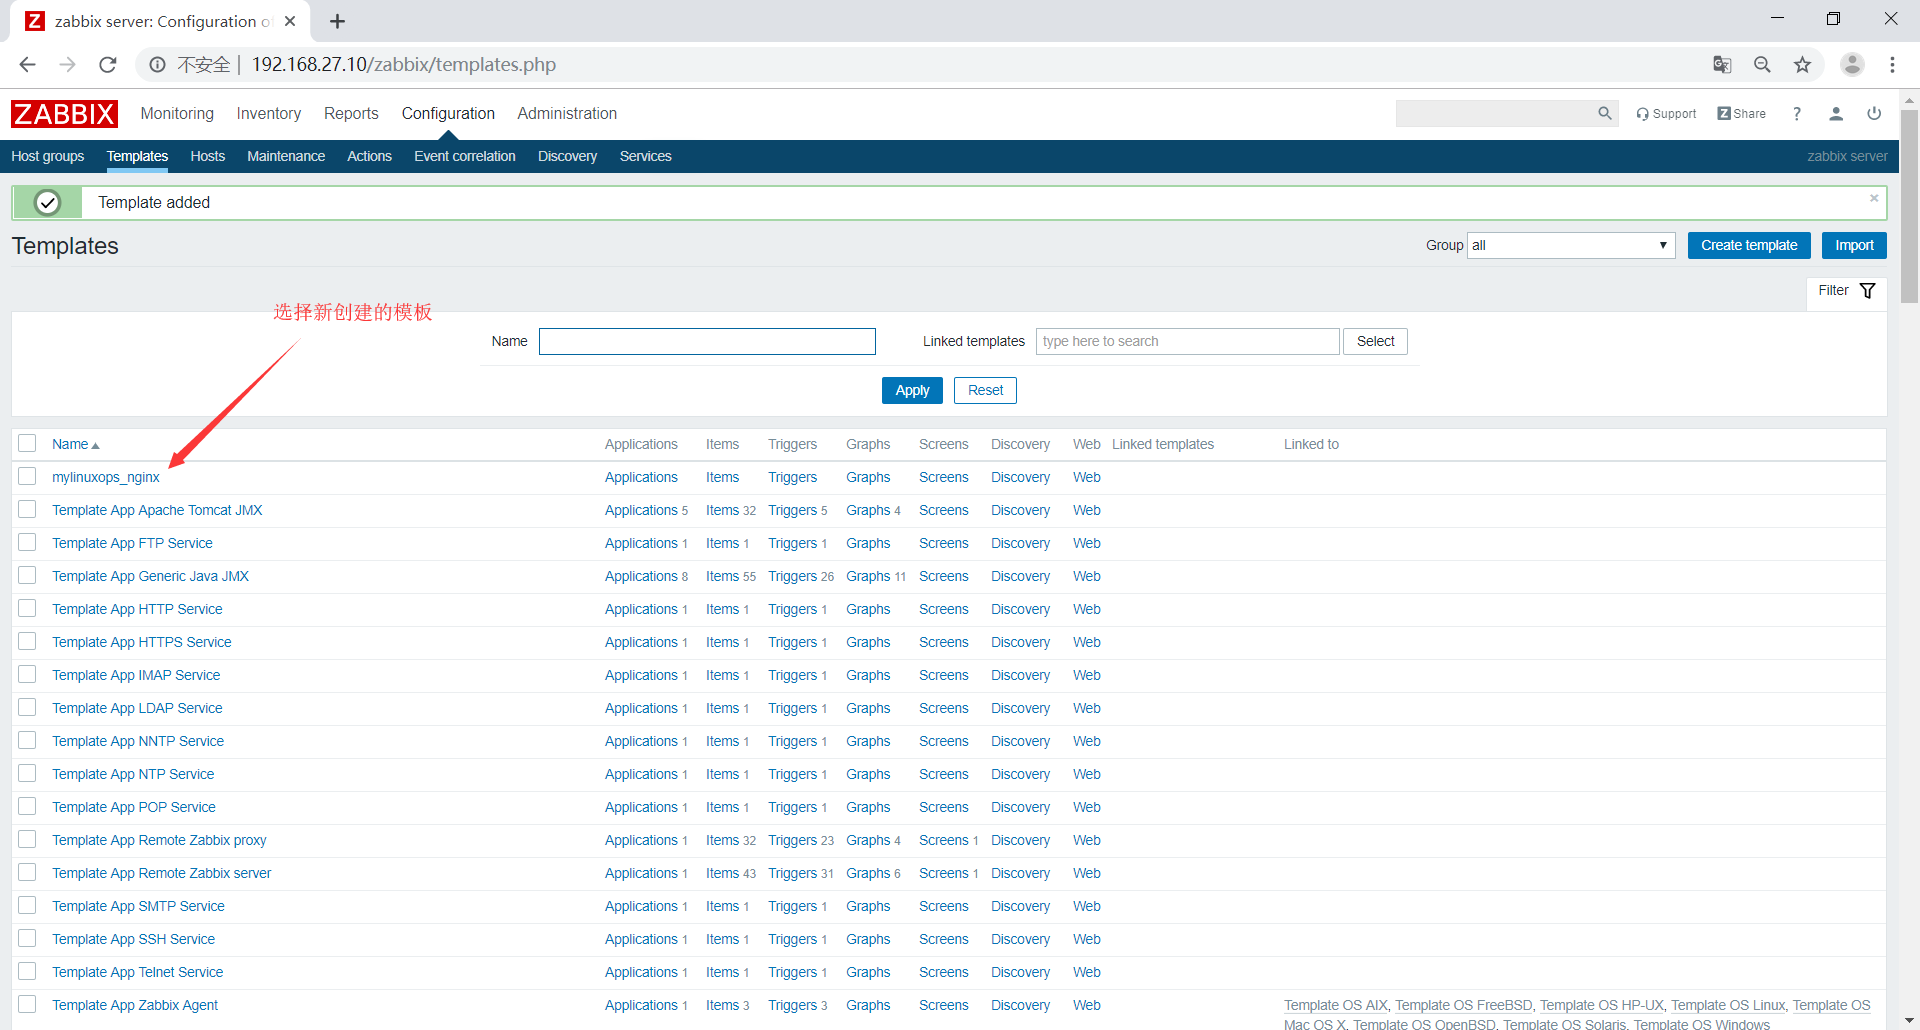 zabbix server: Configuration o
不安全 192.168.27.10/zabbix/templates.php
ZABBIX Monitoring Inventory Reports Configuration Administration Support Z Share ?
Host groups Templates Hosts Maintenance Actions Event correlation Discovery Services zabbix server
Template added
Templates Group all Create template Import
Filter
选择新创建的模板
Name Linked templates type here to search Select
Apply Reset
Name Applications Items Triggers Graphs Screens Discovery Web Linked templates Linked to
mylinuxops_nginx Applications Items Triggers Graphs Screens Discovery Web
Template App Apache Tomcat JMX Applications 5 Items 32 Triggers 5 Graphs 4 Screens Discovery Web
Template App FTP Service Applications 1 Items 1 Triggers 1 Graphs Screens Discovery Web
Template App Generic Java JMX Applications 8 Items 55 Triggers 26 Graphs 11 Screens Discovery Web
Template App HTTP Service Applications 1 Items 1 Triggers 1 Graphs Screens Discovery Web
Template App HTTPS Service Applications 1 Items 1 Triggers 1 Graphs Screens Discovery Web
Template App IMAP Service Applications 1 Items 1 Triggers 1 Graphs Screens Discovery Web
Template App LDAP Service Applications 1 Items 1 Triggers 1 Graphs Screens Discovery Web
Template App NNTP Service Applications 1 Items 1 Triggers 1 Graphs Screens Discovery Web
Template App NTP Service Applications 1 Items 1 Triggers 1 Graphs Screens Discovery Web
Template App POP Service Applications 1 Items 1 Triggers 1 Graphs Screens Discovery Web
Template App Remote Zabbix proxy Applications 1 Items 32 Triggers 23 Graphs 4 Screens 1 Discovery Web
Template App Remote Zabbix server Applications 1 Items 43 Triggers 31 Graphs 6 Screens 1 Discovery Web
Template App SMTP Service Applications 1 Items 1 Triggers 1 Graphs Screens Discovery Web
Template App SSH Service Applications 1 Items 1 Triggers 1 Graphs Screens Discovery Web
Template App Telnet Service Applications 1 Items 1 Triggers 1 Graphs Screens Discovery Web
Template App Zabbix Agent Applications 1 Items 3 Triggers 3 Graphs Screens Discovery Web Template OS AIX, Template OS FreeBSD, Template OS HP-UX, Template OS Linux, Template OS
Mac OS X, Template OS OpenBSD, Template OS Solaris, Template OS Windows